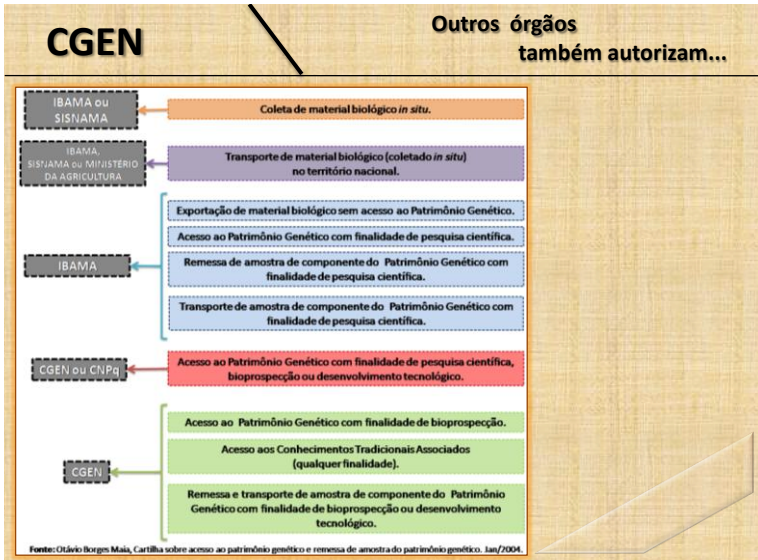 CGEN
Outros órgãos
também autorizam...
IBAMA ou
SISNAMA
Coleta de material biológico in situ.
IBAMA,
SISNAMA ou MINISTÉRIO
DA AGRICULTURA
Transporte de material biológico (coletado in situ)
no território nacional.
IBAMA
Exportação de material biológico sem acesso ao Patrimônio Genético.
Acesso ao Patrimônio Genético com finalidade de pesquisa científica.
Remessa de amostra de componente do Patrimônio Genético com
finalidade de pesquisa científica.
Transporte de amostra de componente do Patrimônio Genético com
finalidade de pesquisa científica.
CGEN ou CNPq
Acesso ao Patrimônio Genético com finalidade de pesquisa científica,
bioprospecção ou desenvolvimento tecnológico.
CGEN
Acesso ao Patrimônio Genético com finalidade de bioprospecção.
Acesso aos Conhecimentos Tradicionais Associados
(qualquer finalidade).
Remessa e transporte de amostra de componente do Patrimônio
Genético com finalidade de bioprospecção ou desenvolvimento
tecnológico.
Fonte: Otávio Borges Maia, Cartilha sobre acesso ao patrimônio genético e remessa de amostra do patrimônio genético. Jan/2004.